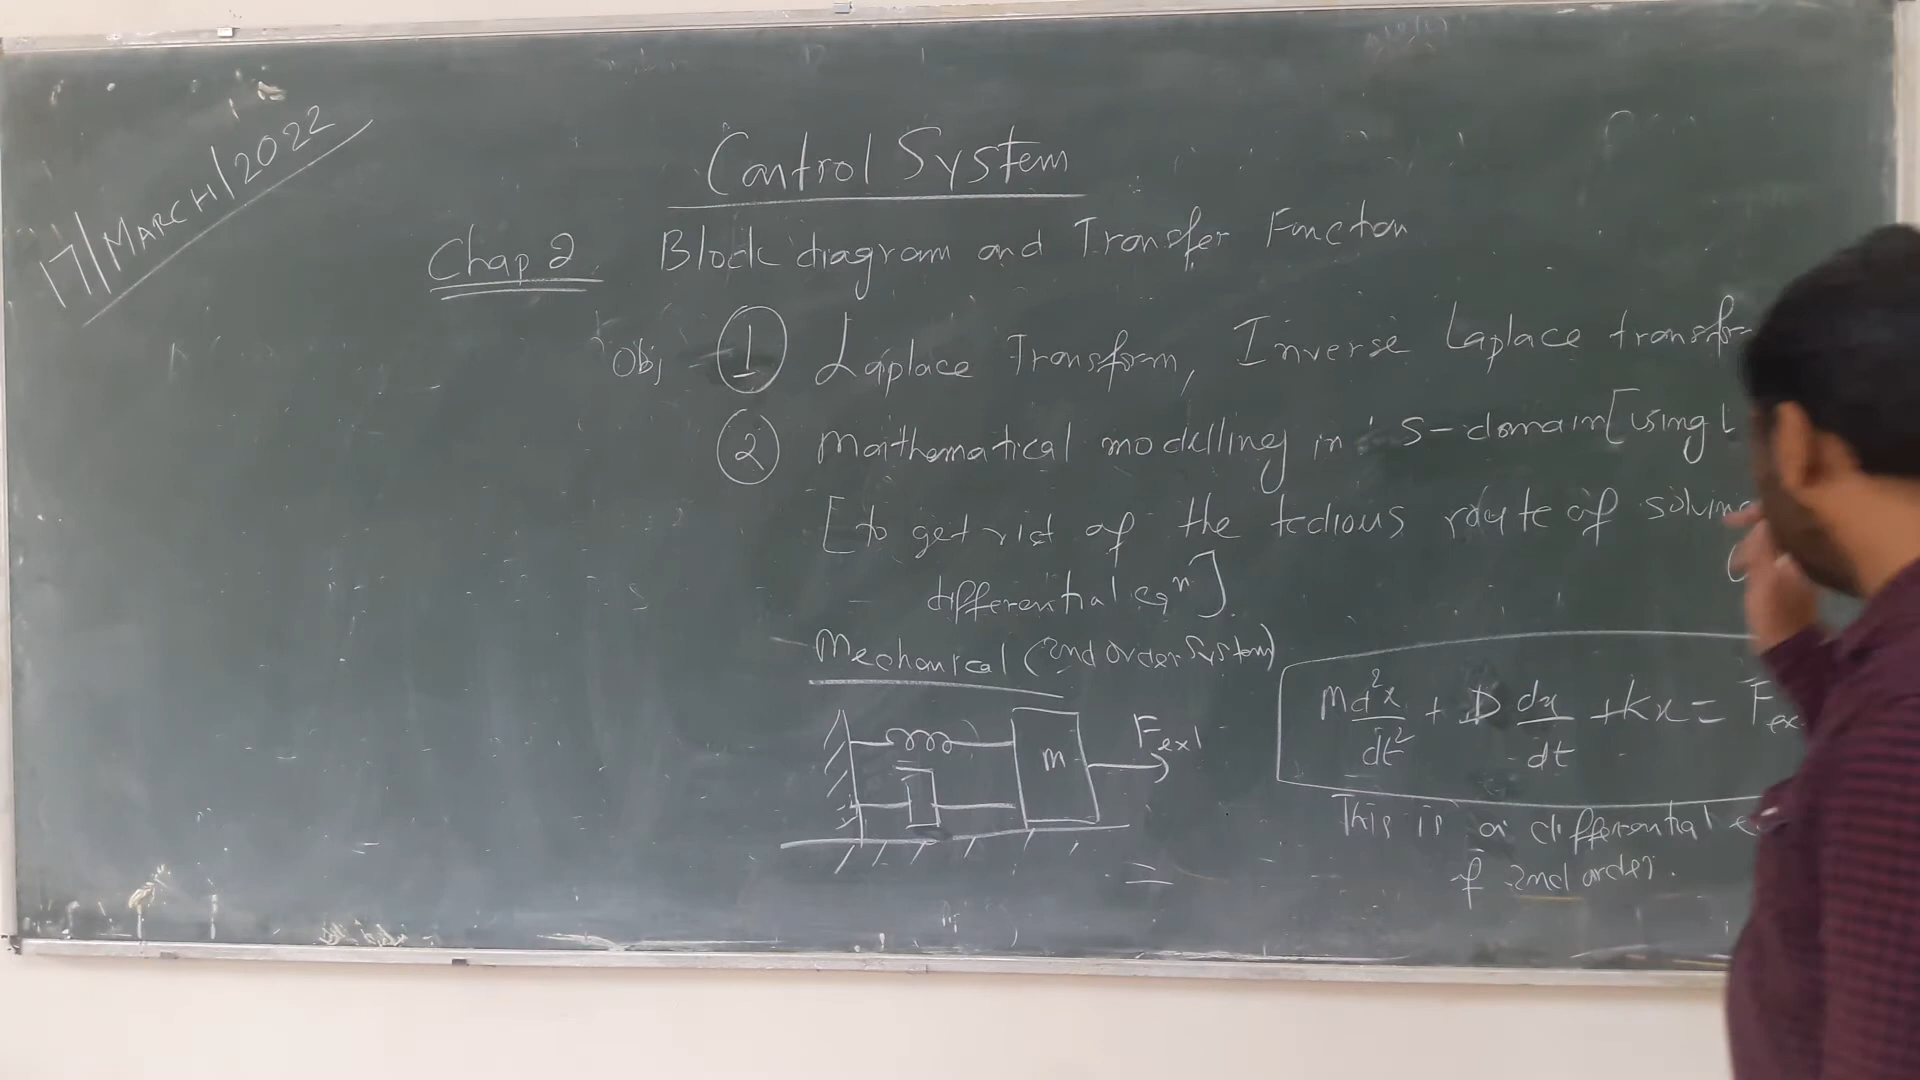 17/MARCH/2022
Control System
Chap 2 Block diagram and Transfer Function
Obj ① Laplace Transform, Inverse Laplace transfor
② Mathematical modelling in s-domain [using L
[to get rid of the tedious route of solving
differential eqⁿ].
Mechanical (2nd order System)
M d²x/dt² + D dx/dt + kx = Fex
m Fext
This is a differential e
of 2nd order.